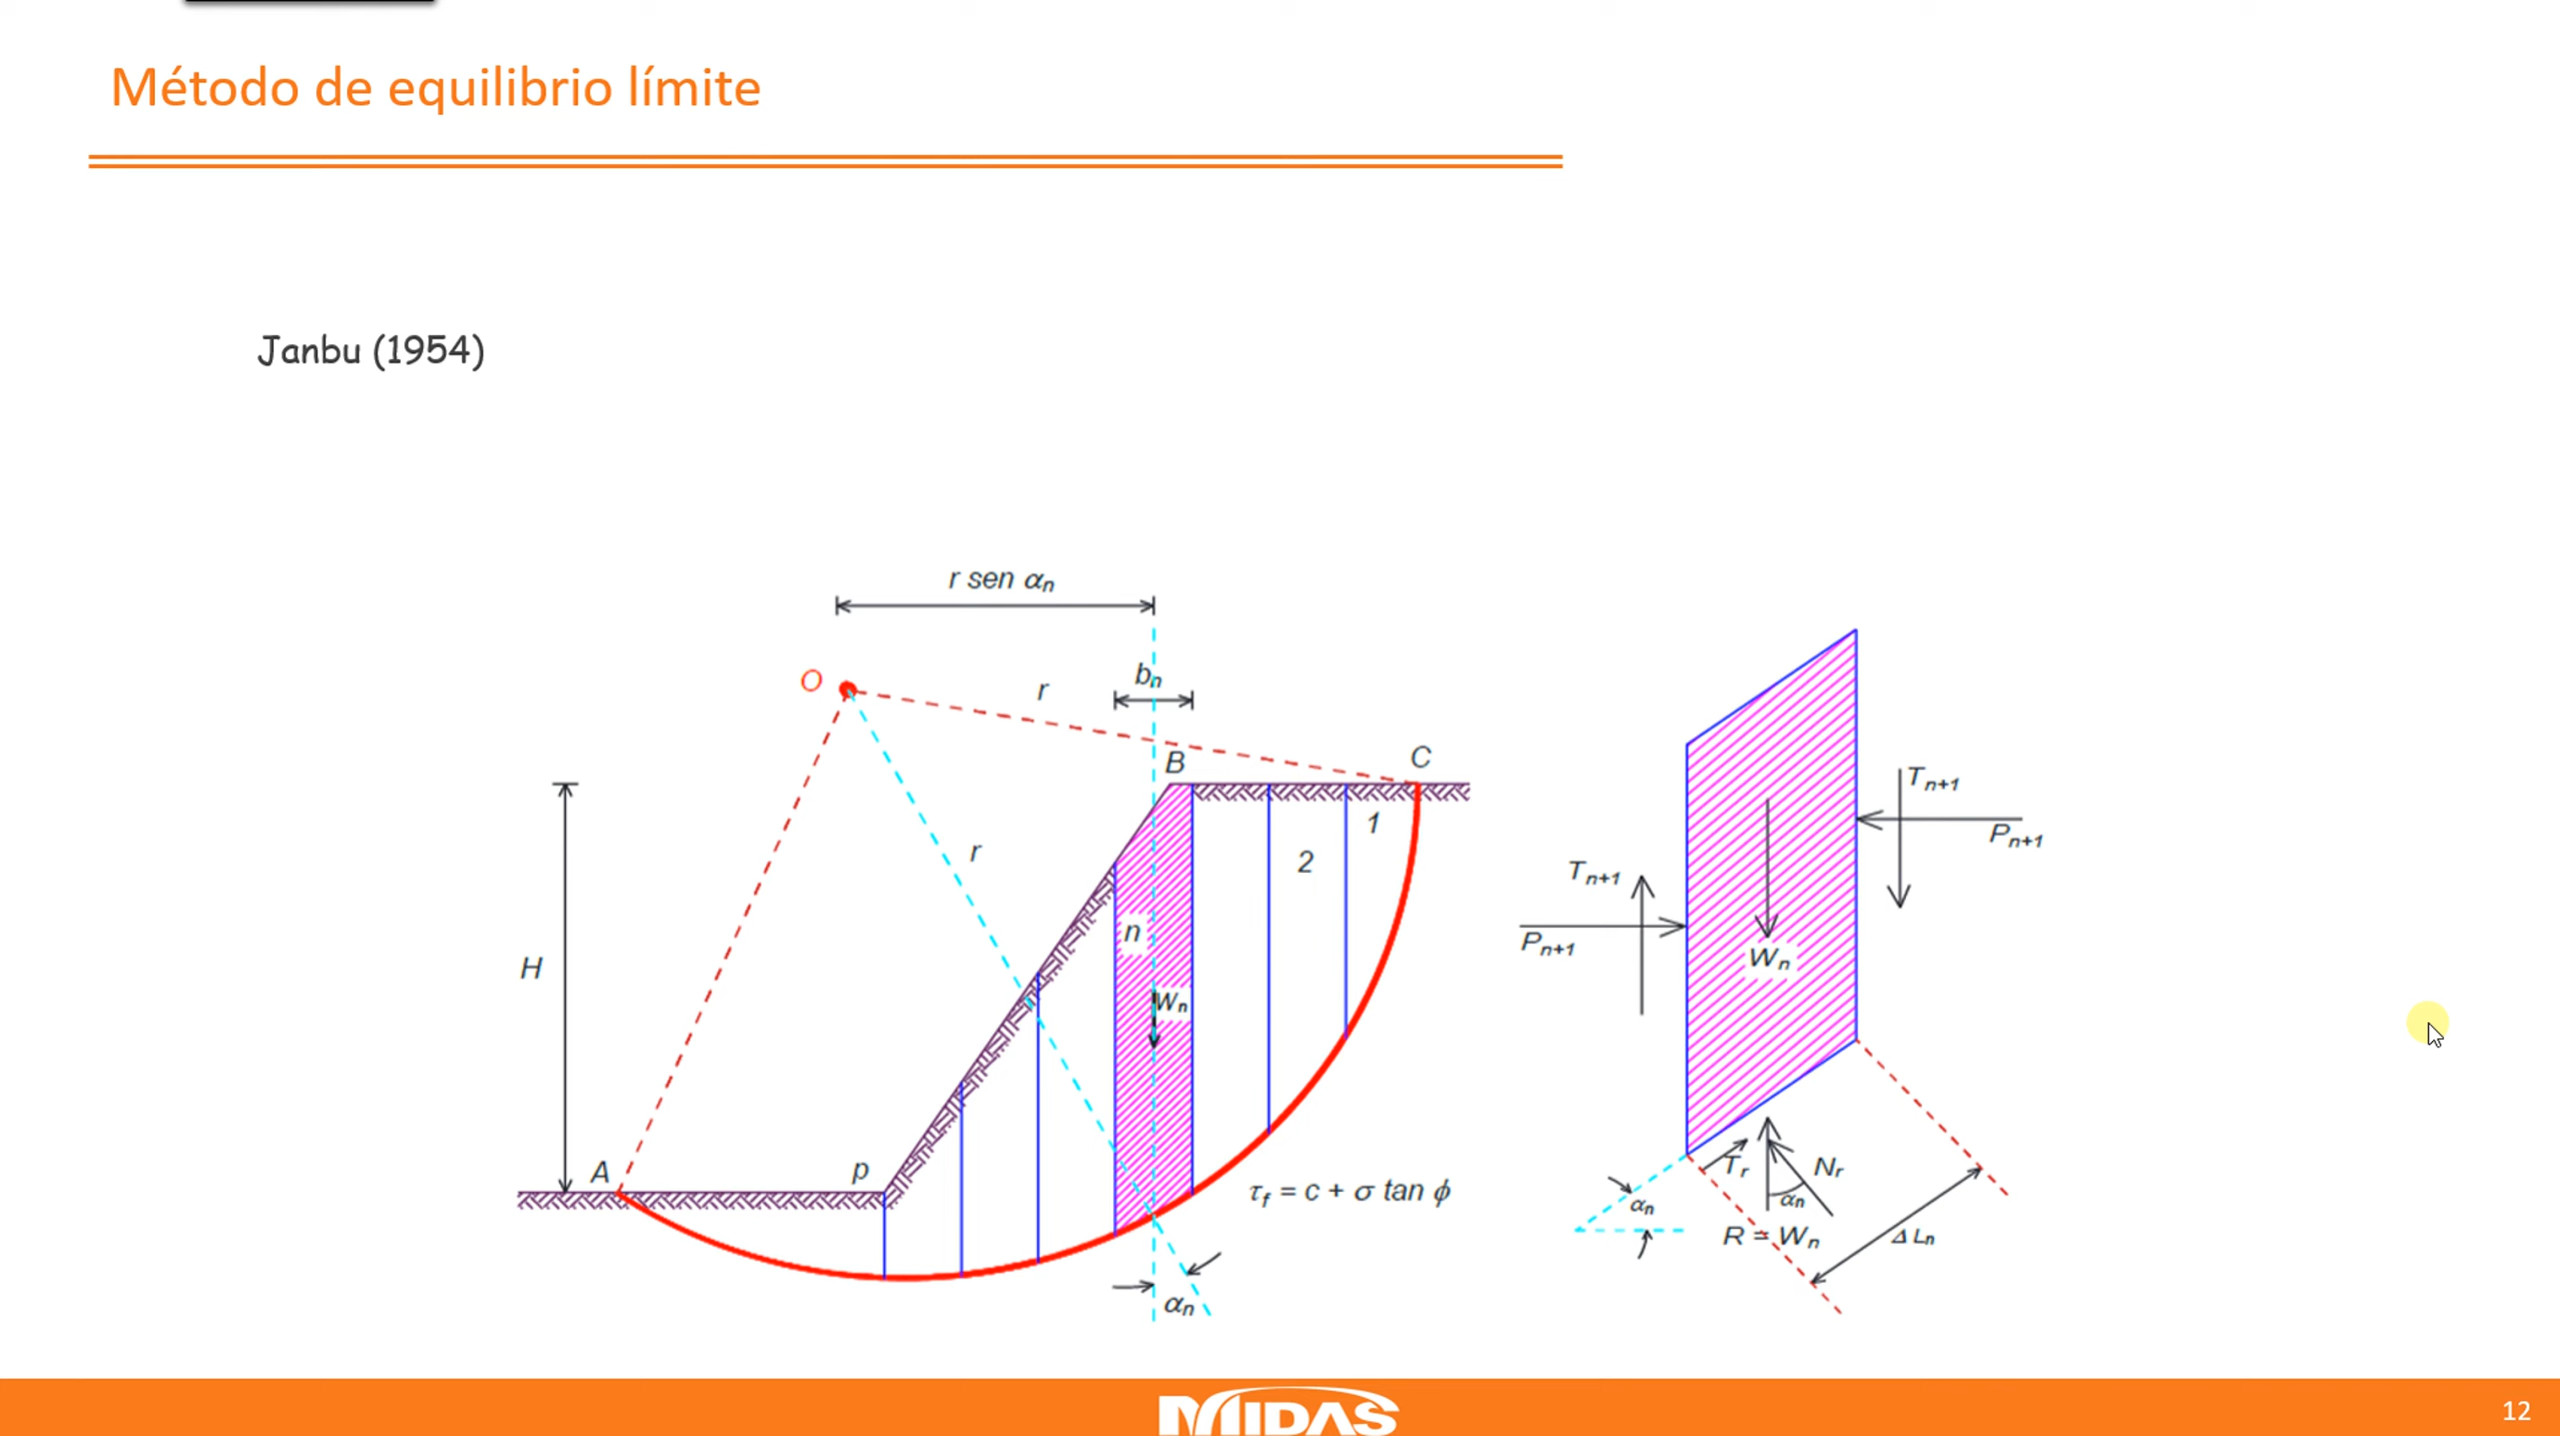 Método de equilibrio límite
Janbu (1954)
r sen αn
O
r
bn
B
C
H
r
1
2
n
Wn
A
p
τf = c + σ tan ϕ
αn
Tn+1
Pn+1
Tn+1
Pn+1
Wn
Tr
Nr
αn
αn
R = Wn
Δ Ln
MIDAS
12